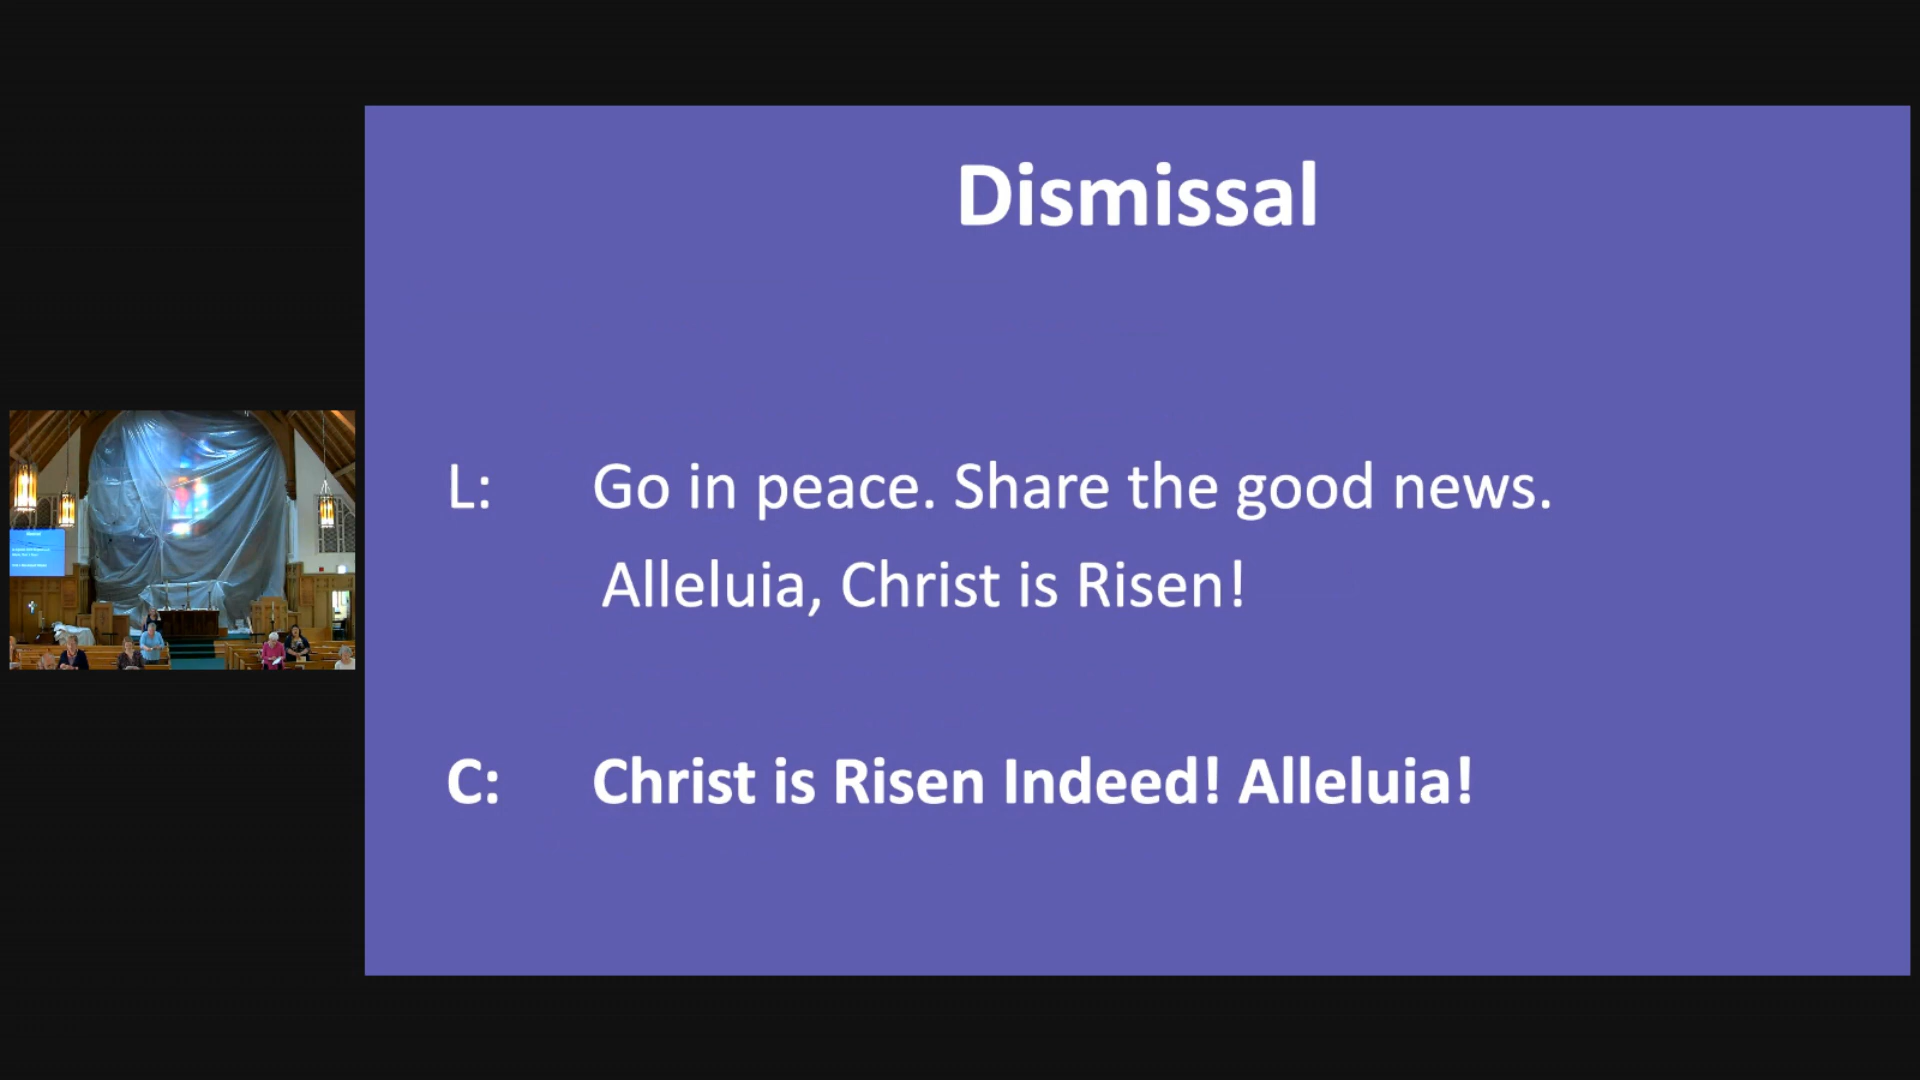 Dismissal
L: Go in peace. Share the good news.
Alleluia, Christ is Risen!
C: Christ is Risen Indeed! Alleluia!